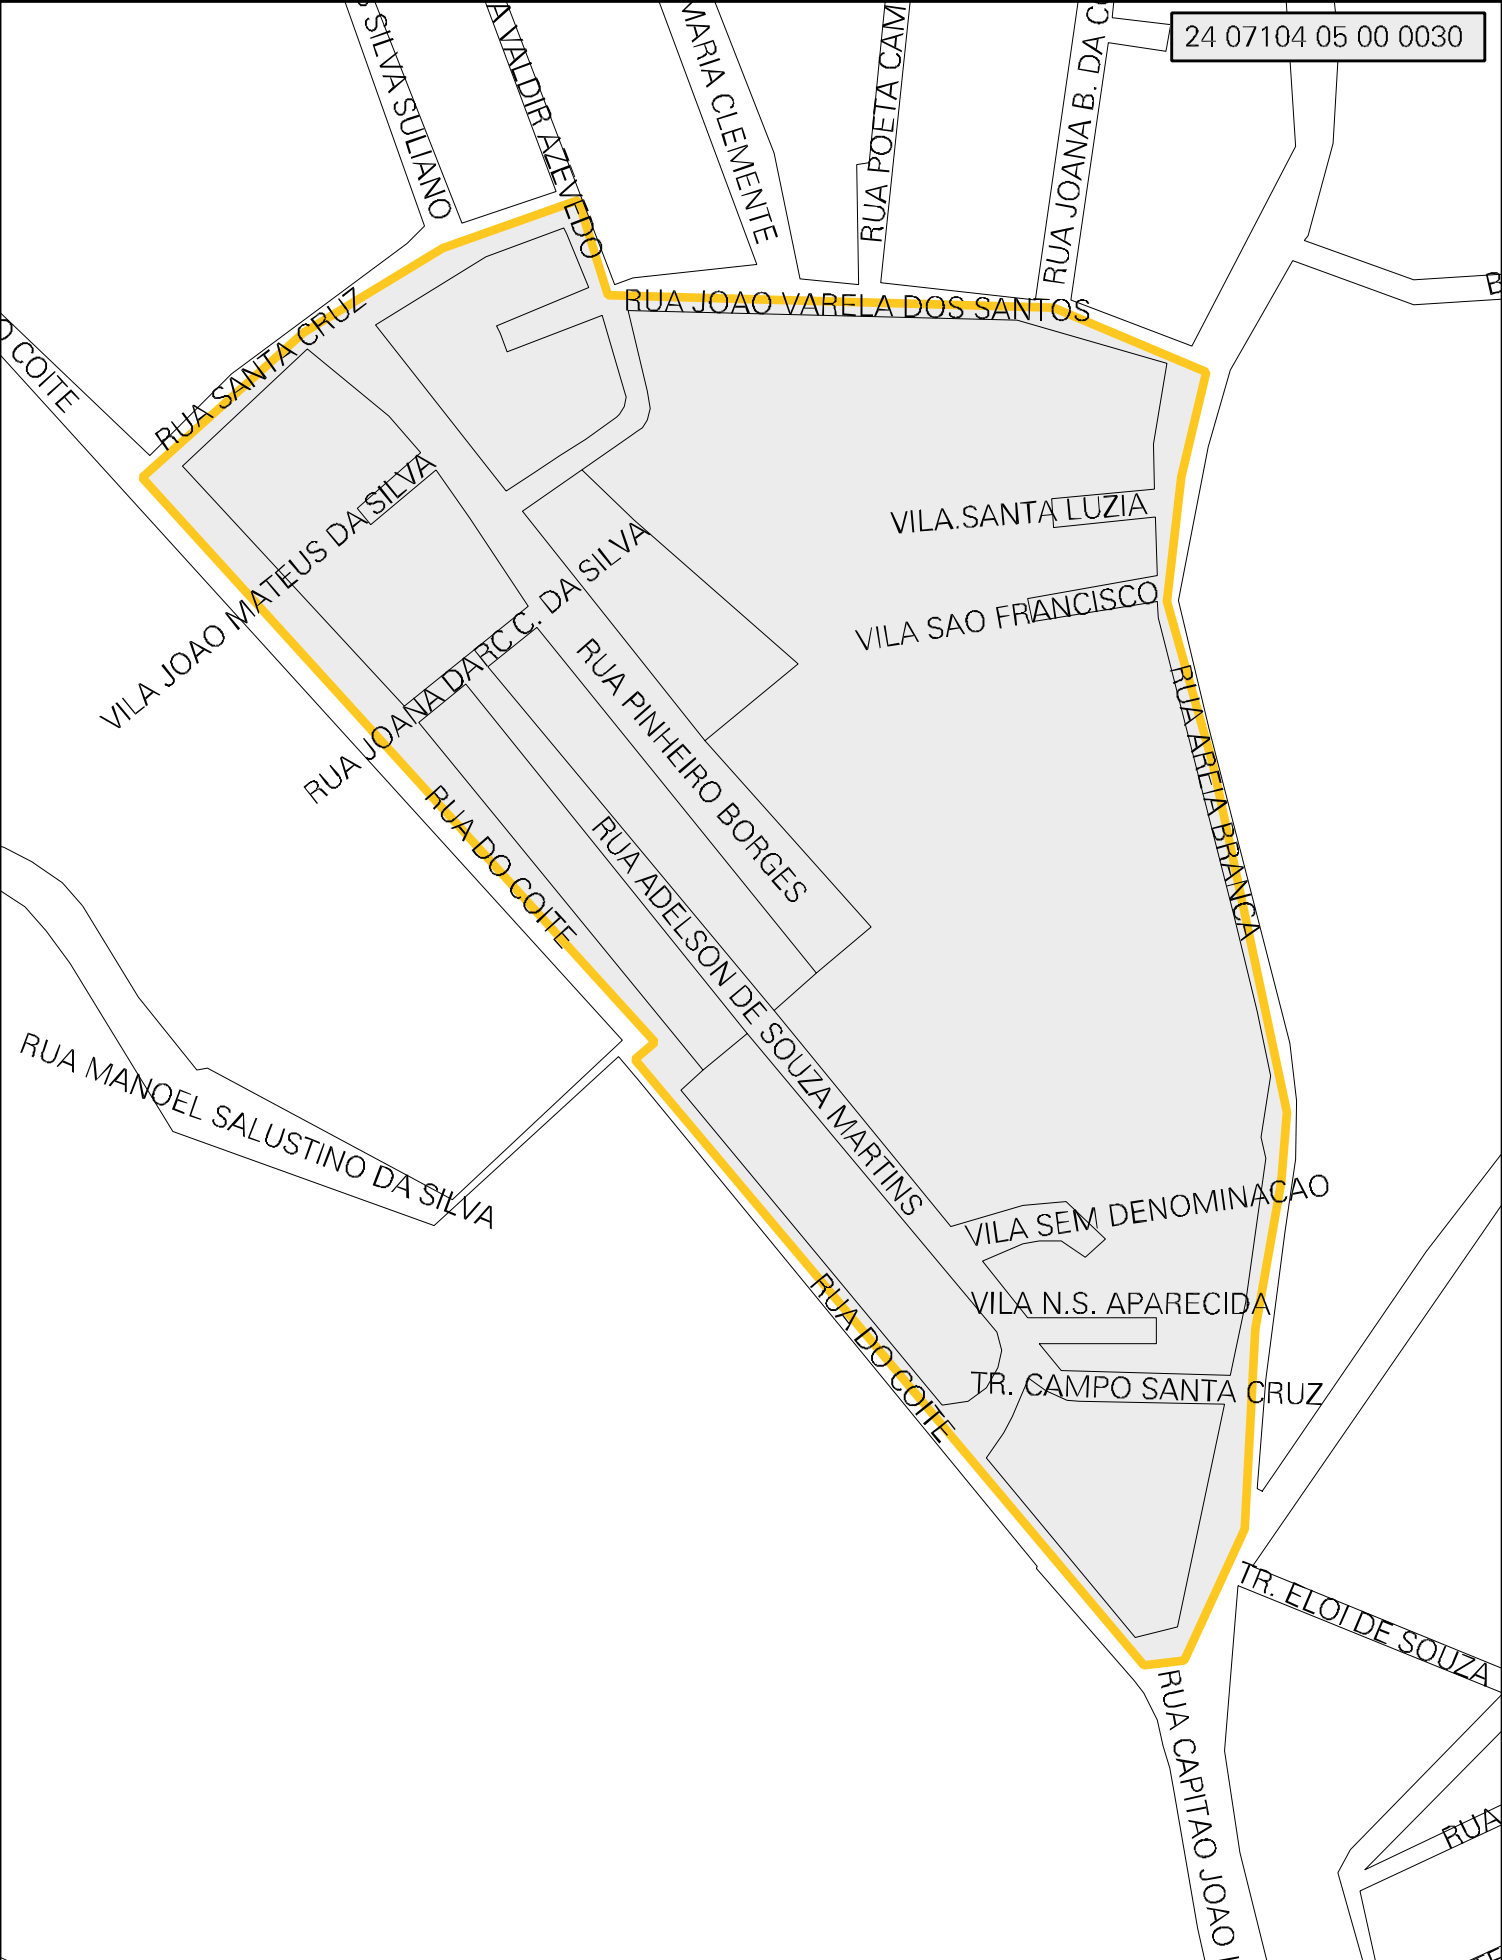 24 07104 05 00 0030
SILVA SULIANO
A VALDIR AZEVEDO
MARIA CLEMENTE
RUA POETA CAM
RUA JOANA B. DA CO
RUA JOAO VARELA DOS SANTOS
RUA SANTA CRUZ
O COITE
VILA JOAO MATEUS DA SILVA
VILA.SANTA LUZIA
RUA JOANA DARC C. DA SILVA
VILA SAO FRANCISCO
RUA PINHEIRO BORGES
RUA AREIA BRANCA
RUA DO COITE
RUA ADELSON DE SOUZA MARTINS
RUA MANOEL SALUSTINO DA SILVA
VILA SEM DENOMINACAO
VILA N.S. APARECIDA
RUA DO COITE
TR. CAMPO SANTA CRUZ
TR. ELOI DE SOUZA
RUA CAPITAO JOAO
RUA